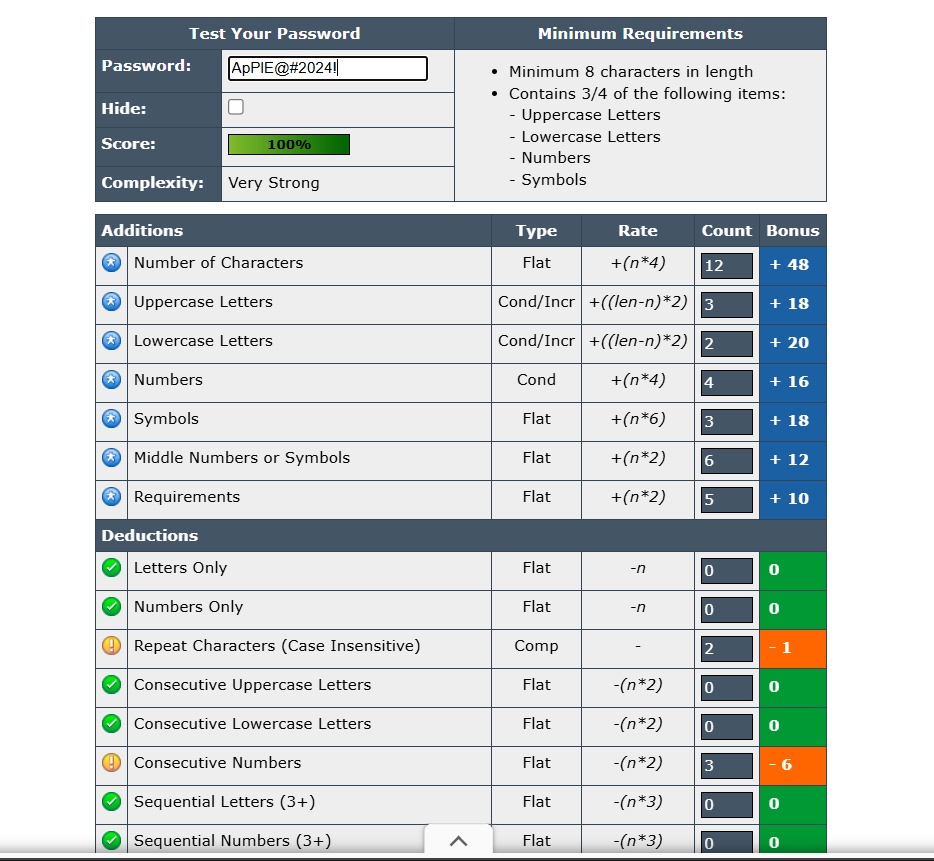 Test Your Password
Minimum Requirements
Password: ApPlE@#2024!
• Minimum 8 characters in length
• Contains 3/4 of the following items:
- Uppercase Letters
- Lowercase Letters
- Numbers
- Symbols
Hide:
Score: 100%
Complexity: Very Strong
Additions Type Rate Count Bonus
Number of Characters Flat +(n*4) 12 + 48
Uppercase Letters Cond/Incr +((len-n)*2) 3 + 18
Lowercase Letters Cond/Incr +((len-n)*2) 2 + 20
Numbers Cond +(n*4) 4 + 16
Symbols Flat +(n*6) 3 + 18
Middle Numbers or Symbols Flat +(n*2) 6 + 12
Requirements Flat +(n*2) 5 + 10
Deductions
Letters Only Flat -n 0 0
Numbers Only Flat -n 0 0
Repeat Characters (Case Insensitive) Comp - 2 - 1
Consecutive Uppercase Letters Flat -(n*2) 0 0
Consecutive Lowercase Letters Flat -(n*2) 0 0
Consecutive Numbers Flat -(n*2) 3 - 6
Sequential Letters (3+) Flat -(n*3) 0 0
Sequential Numbers (3+) Flat -(n*3) 0 0